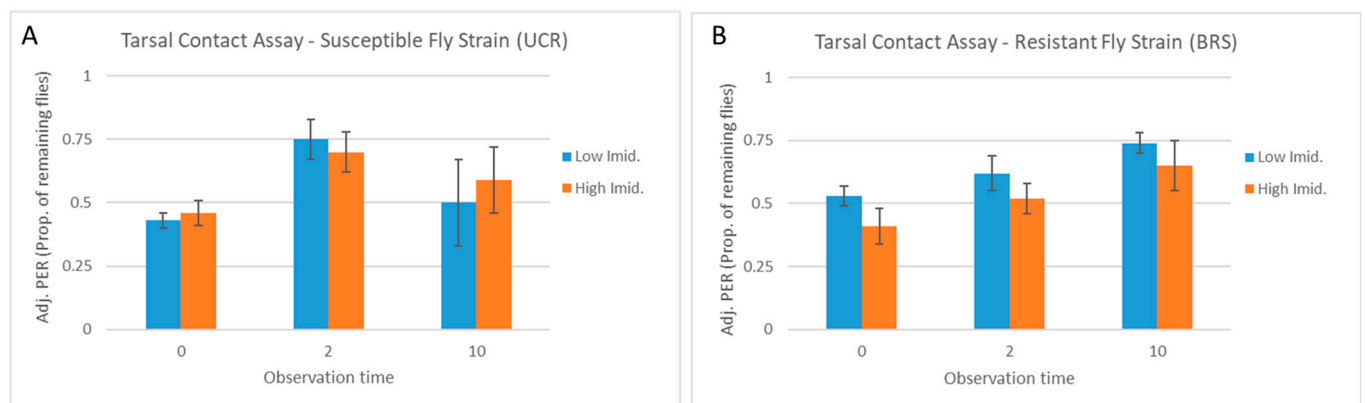 A
Tarsal Contact Assay - Susceptible Fly Strain (UCR)
Adj. PER (Prop. of remaining flies)
1
0.75
0.5
0.25
0
0 2 10
Observation time
Low Imid.
High Imid.
B
Tarsal Contact Assay - Resistant Fly Strain (BRS)
Adj. PER (Prop. of remaining flies)
1
0.75
0.5
0.25
0
0 2 10
Observation time
Low Imid.
High Imid.